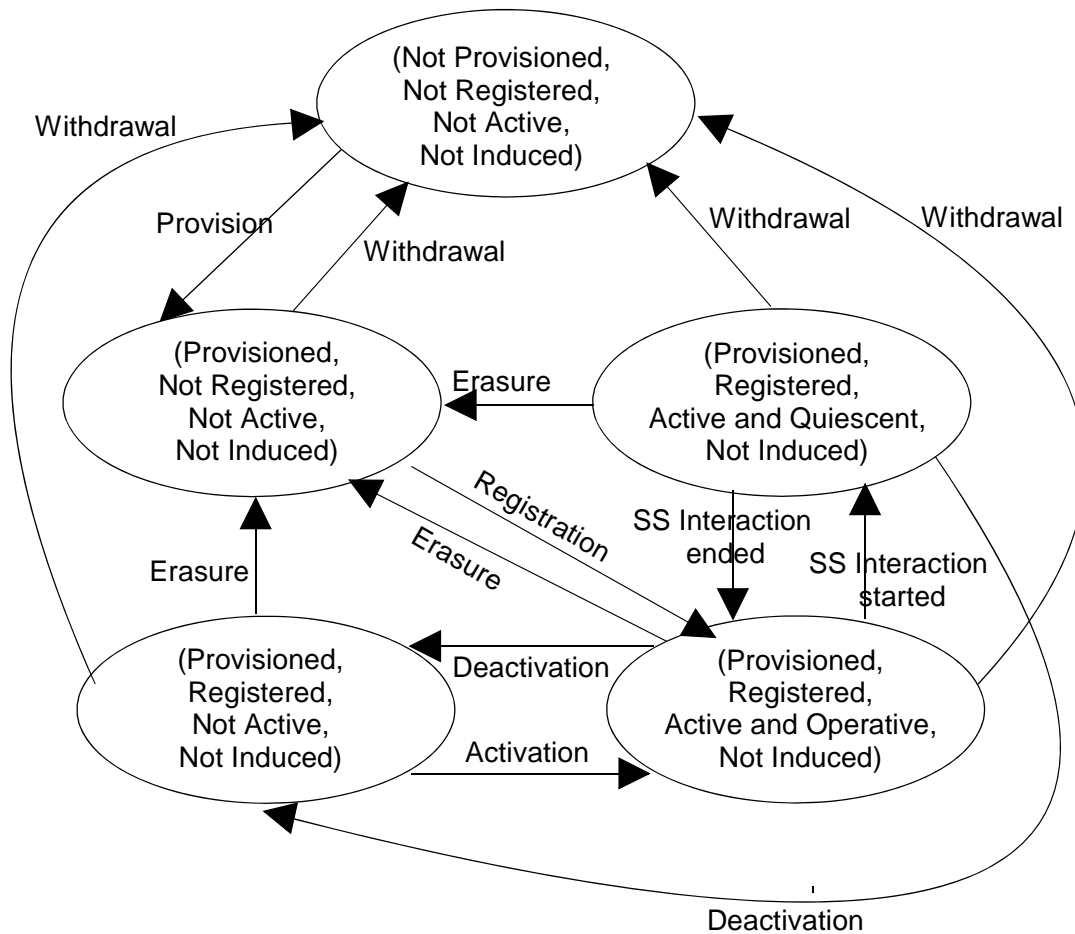 (Not Provisioned,
Not Registered,
Not Active,
Not Induced)
Withdrawal
Provision
Withdrawal
Withdrawal
Withdrawal
(Provisioned,
Not Registered,
Not Active,
Not Induced)
Erasure
(Provisioned,
Registered,
Active and Quiescent,
Not Induced)
Registration
Erasure
SS Interaction
ended
SS Interaction
started
Erasure
(Provisioned,
Registered,
Not Active,
Not Induced)
Deactivation
Activation
(Provisioned,
Registered,
Active and Operative,
Not Induced)
Deactivation